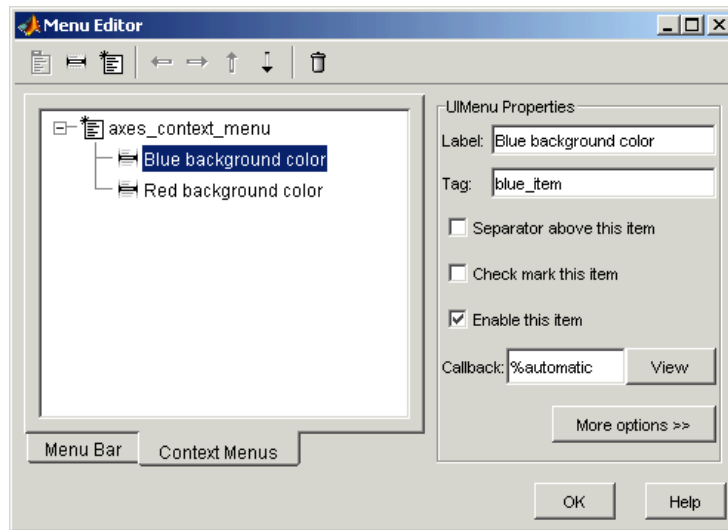 Menu Editor
axes_context_menu
Blue background color
Red background color
Menu Bar
Context Menus
UIMenu Properties
Label: Blue background color
Tag: blue_item
Separator above this item
Check mark this item
Enable this item
Callback: %automatic View
More options >>
OK Help